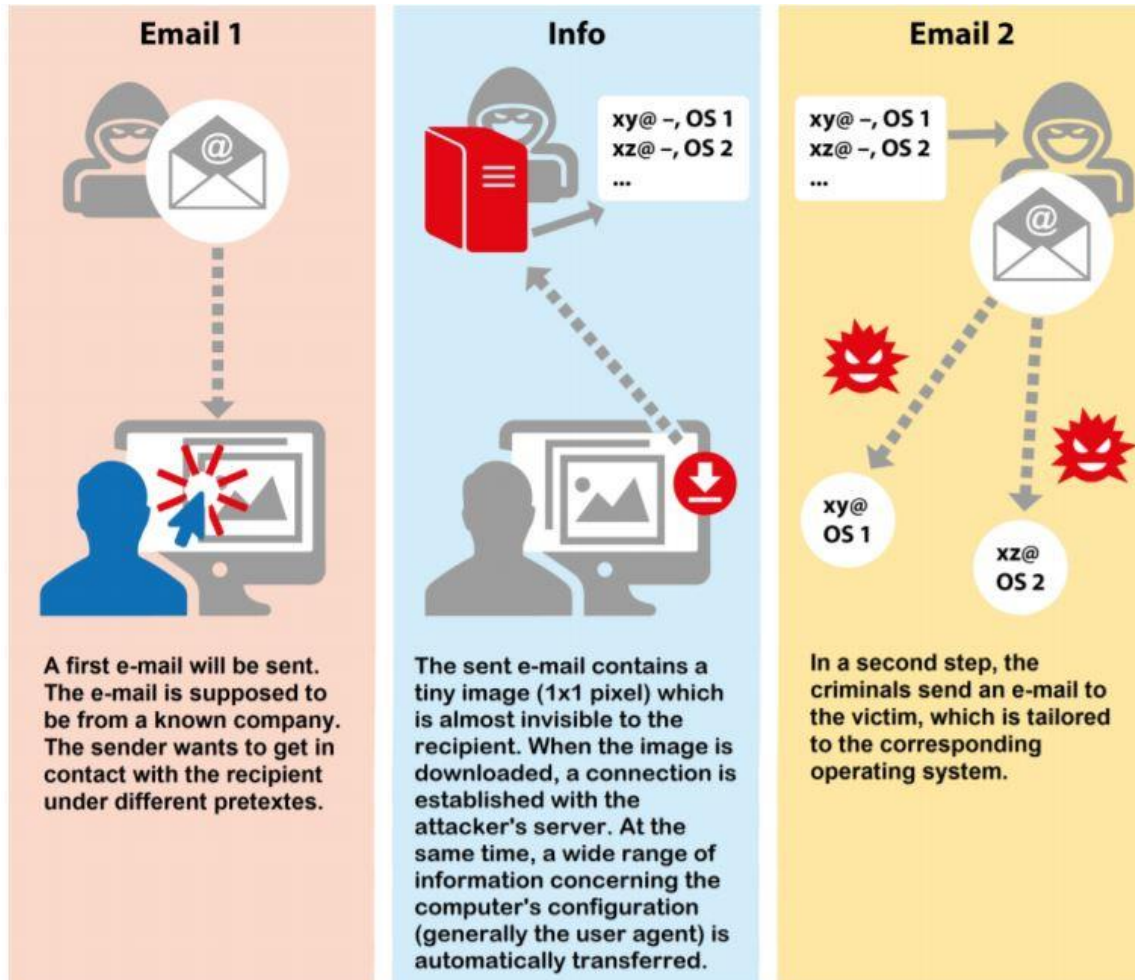 Email 1
@
A first e-mail will be sent.
The e-mail is supposed to
be from a known company.
The sender wants to get in
contact with the recipient
under different pretextes.
Info
xy@ –, OS 1
xz@ –, OS 2
...
The sent e-mail contains a
tiny image (1x1 pixel) which
is almost invisible to the
recipient. When the image is
downloaded, a connection is
established with the
attacker's server. At the
same time, a wide range of
information concerning the
computer's configuration
(generally the user agent) is
automatically transferred.
Email 2
xy@ –, OS 1
xz@ –, OS 2
...
@
xy@
OS 1
xz@
OS 2
In a second step, the
criminals send an e-mail to
the victim, which is tailored
to the corresponding
operating system.